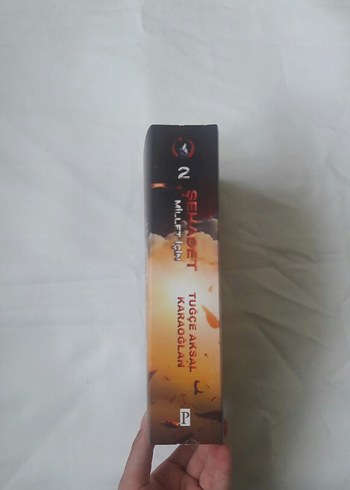 2
ŞEHADET
MİLLET İÇİN
TUĞÇE AKSAL
KARAOĞLAN
P